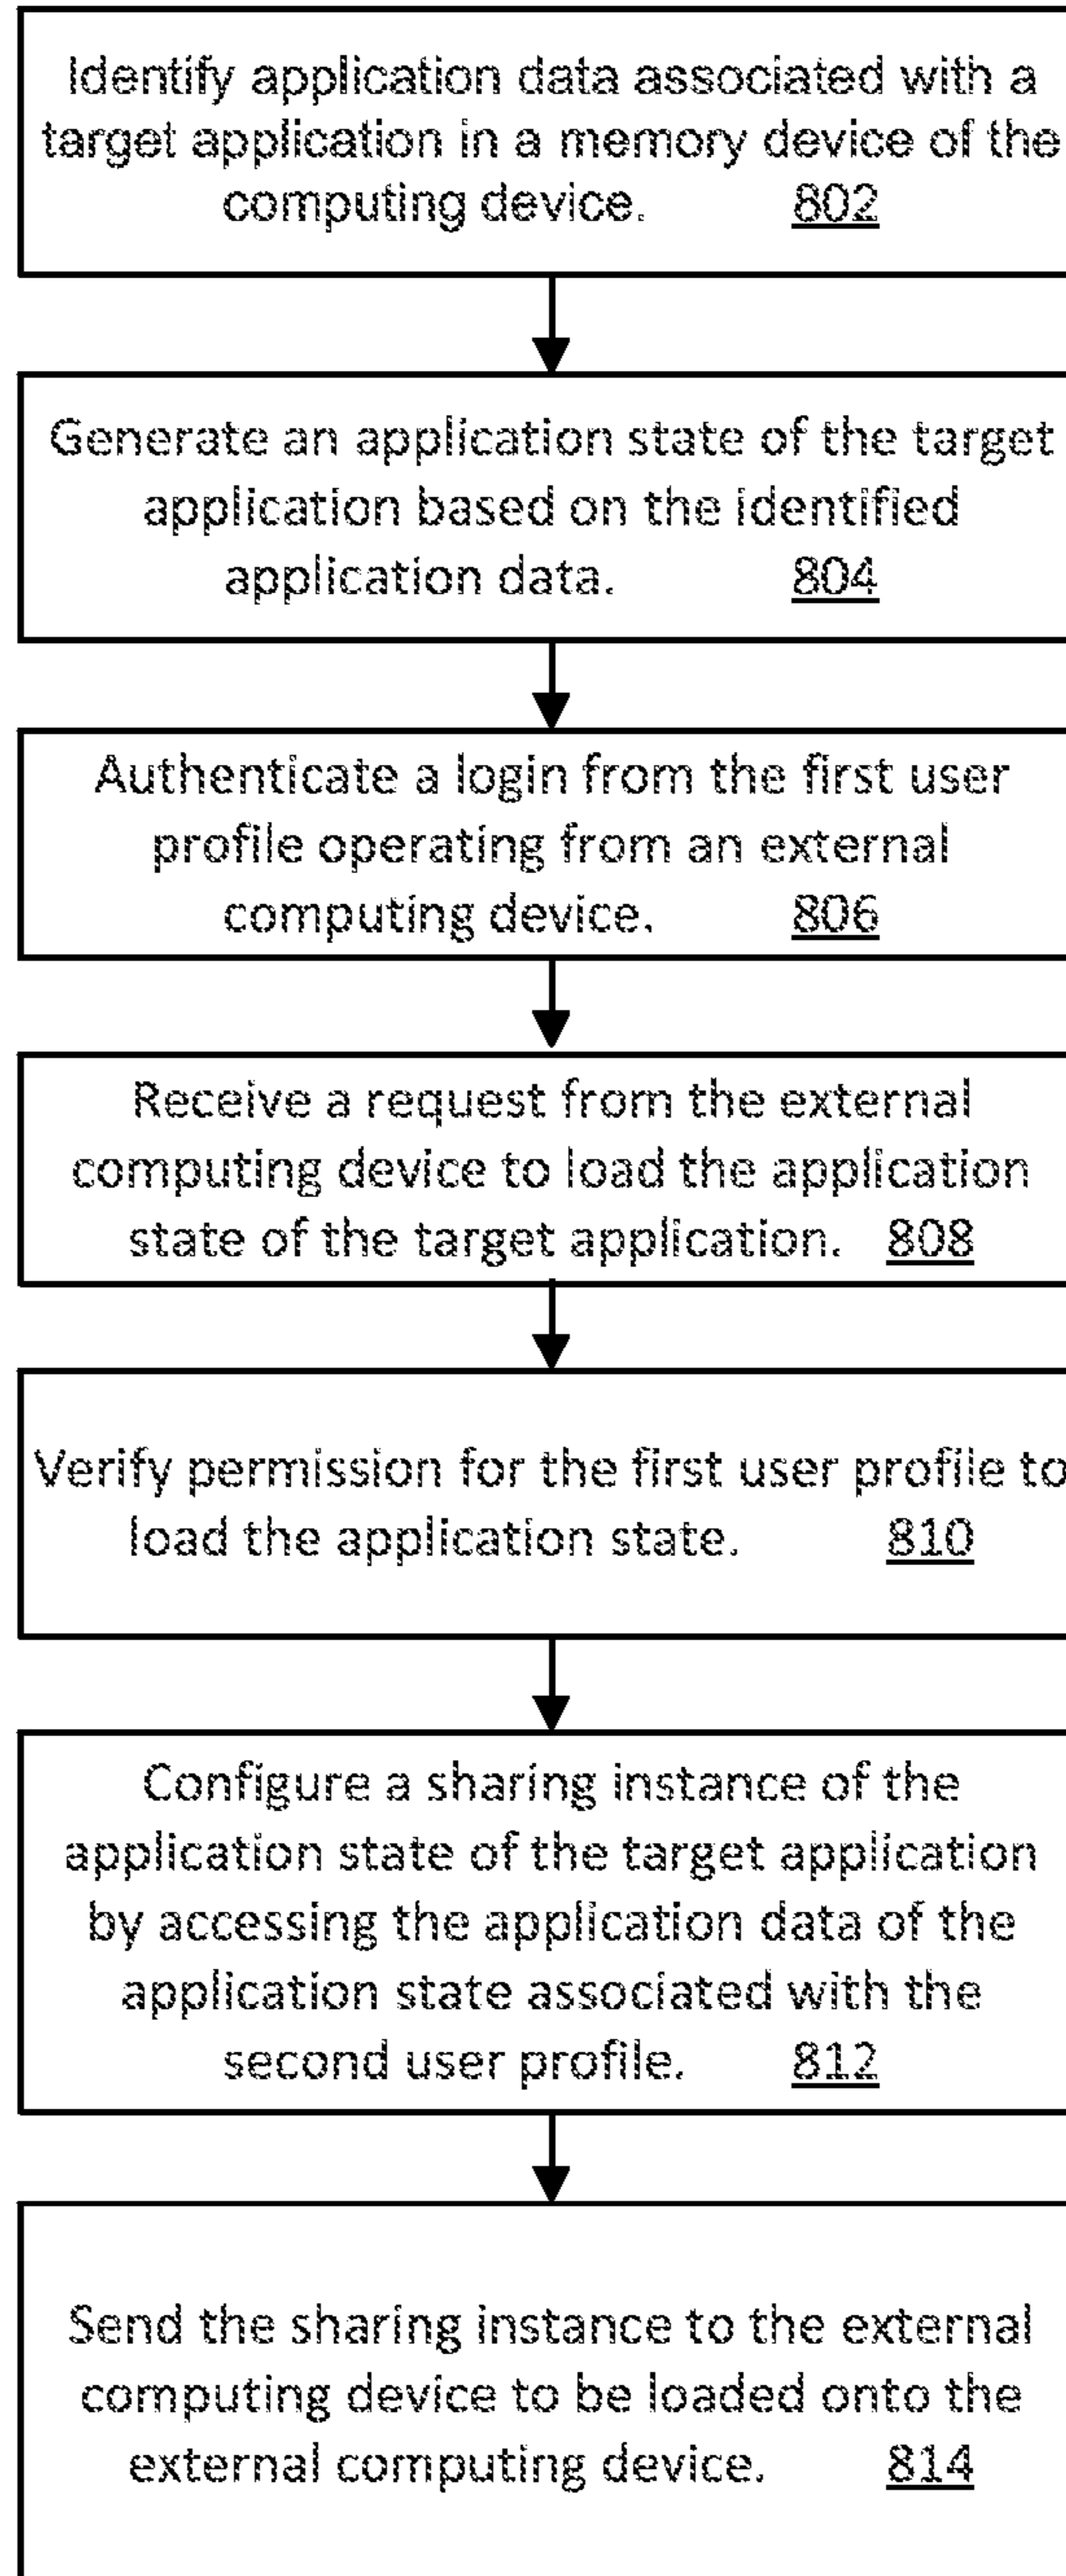 Identify application data associated with a
target application in a memory device of the
computing device. 802
Generate an application state of the target
application based on the identified
application data. 804
Authenticate a login from the first user
profile operating from an external
computing device. 806
Receive a request from the external
computing device to load the application
state of the target application. 808
Verify permission for the first user profile to
load the application state. 810
Configure a sharing instance of the
application state of the target application
by accessing the application data of the
application state associated with the
second user profile. 812
Send the sharing instance to the external
computing device to be loaded onto the
external computing device. 814